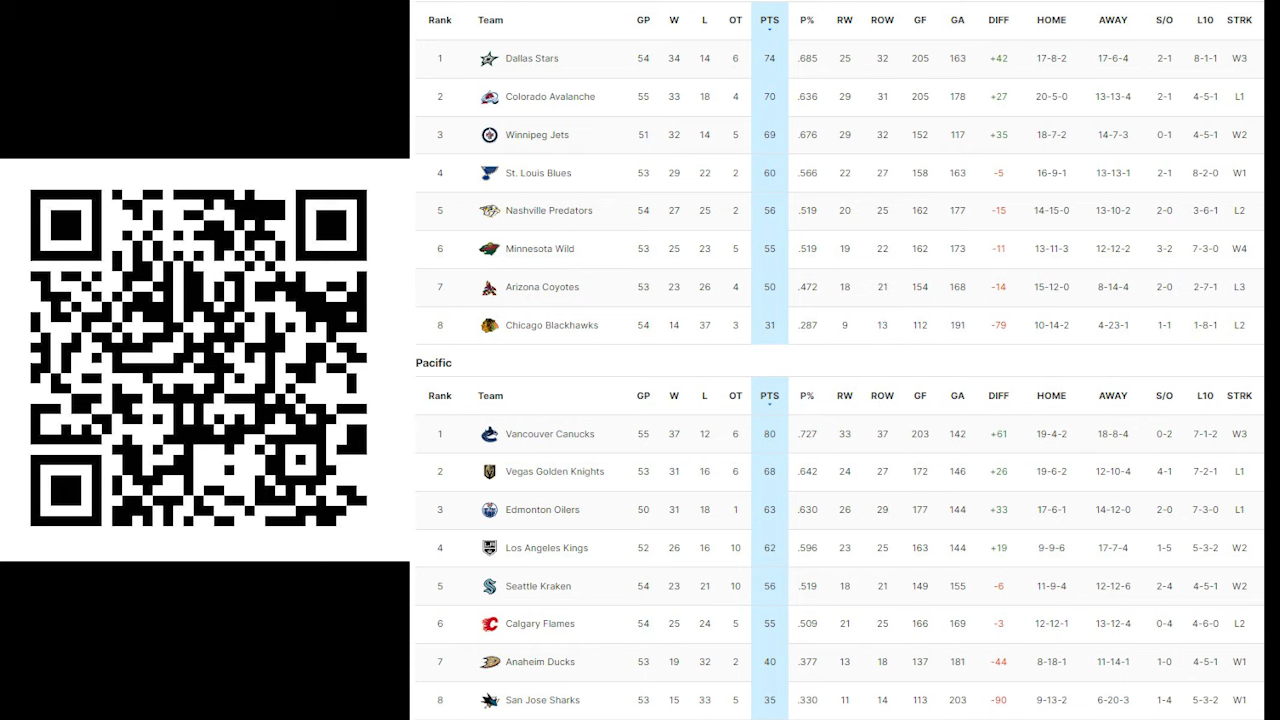 Rank Team GP W L OT PTS P% RW ROW GF GA DIFF HOME AWAY S/O L10 STRK
1 Dallas Stars 54 34 14 6 74 .685 25 32 205 163 +42 17-8-2 17-6-4 2-1 8-1-1 W3
2 Colorado Avalanche 55 33 18 4 70 .636 29 31 205 178 +27 20-5-0 13-13-4 2-1 4-5-1 L1
3 Winnipeg Jets 51 32 14 5 69 .676 29 32 152 117 +35 18-7-2 14-7-3 0-1 4-5-1 W2
4 St. Louis Blues 53 29 22 2 60 .566 22 27 158 163 -5 16-9-1 13-13-1 2-1 8-2-0 W1
5 Nashville Predators 54 27 25 2 56 .519 20 25 162 177 -15 14-15-0 13-10-2 2-0 3-6-1 L2
6 Minnesota Wild 53 25 23 5 55 .519 19 22 162 173 -11 13-11-3 12-12-2 3-2 7-3-0 W4
7 Arizona Coyotes 53 23 26 4 50 .472 18 21 154 168 -14 15-12-0 8-14-4 2-0 2-7-1 L3
8 Chicago Blackhawks 54 14 37 3 31 .287 9 13 112 191 -79 10-14-2 4-23-1 1-1 1-8-1 L2
Pacific
Rank Team GP W L OT PTS P% RW ROW GF GA DIFF HOME AWAY S/O L10 STRK
1 Vancouver Canucks 55 37 12 6 80 .727 33 37 203 142 +61 19-4-2 18-8-4 0-2 7-1-2 W3
2 Vegas Golden Knights 53 31 16 6 68 .642 24 27 172 146 +26 19-6-2 12-10-4 4-1 7-2-1 L1
3 Edmonton Oilers 50 31 18 1 63 .630 26 29 177 144 +33 17-6-1 14-12-0 2-0 7-3-0 L1
4 Los Angeles Kings 52 26 16 10 62 .596 23 25 163 144 +19 9-9-6 17-7-4 1-5 5-3-2 W2
5 Seattle Kraken 54 23 21 10 56 .519 18 21 149 155 -6 11-9-4 12-12-6 2-4 4-5-1 W2
6 Calgary Flames 54 25 24 5 55 .509 21 25 166 169 -3 12-12-1 13-12-4 0-4 4-6-0 L2
7 Anaheim Ducks 53 19 32 2 40 .377 13 18 137 181 -44 8-18-1 11-14-1 1-0 4-5-1 W1
8 San Jose Sharks 53 15 33 5 35 .330 11 14 113 203 -90 9-13-2 6-20-3 1-4 5-3-2 W1